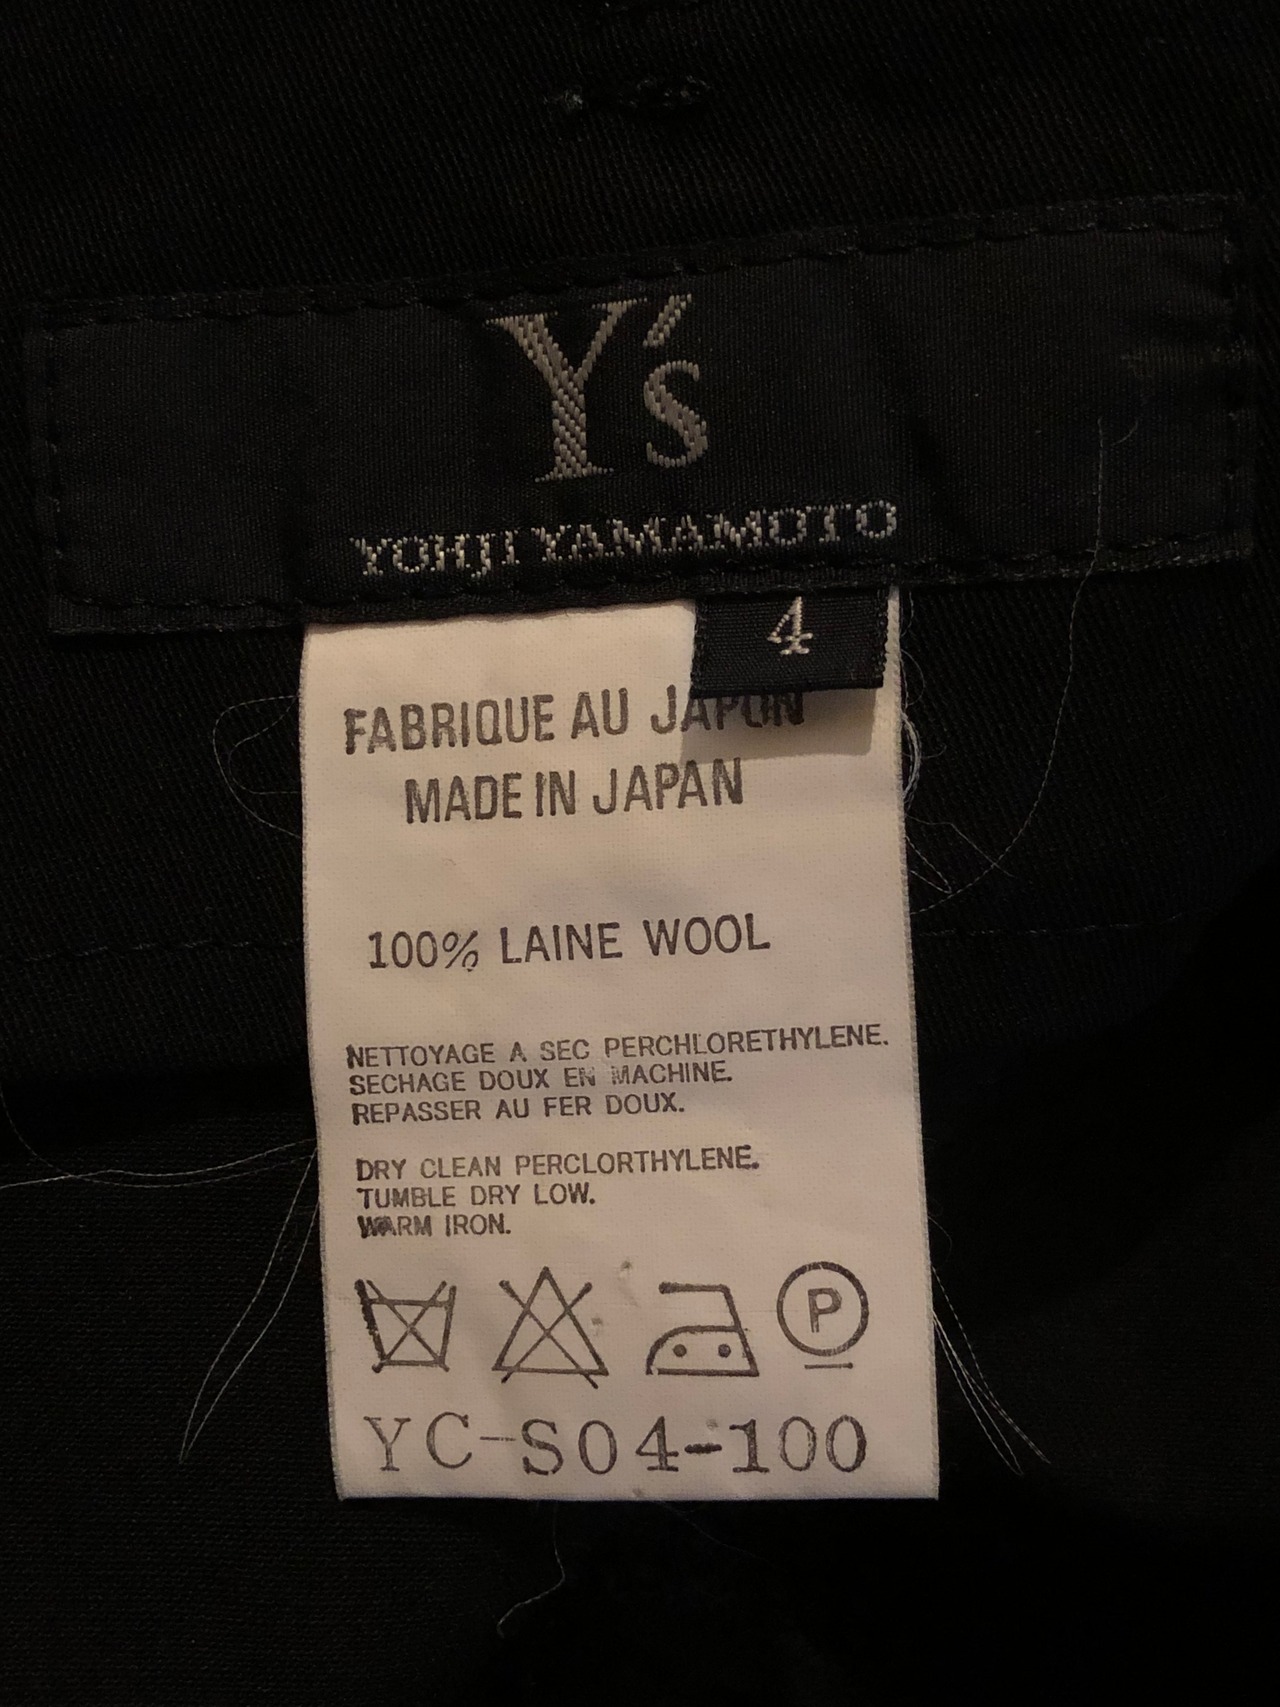 Y's
YOHJI YAMAMOTO
4
FABRIQUE AU JAPON
MADE IN JAPAN
100% LAINE WOOL
NETTOYAGE A SEC PERCHLORETHYLENE.
SECHAGE DOUX EN MACHINE.
REPASSER AU FER DOUX.
DRY CLEAN PERCLORTHYLENE.
TUMBLE DRY LOW.
WARM IRON.
P
YC-S04-100